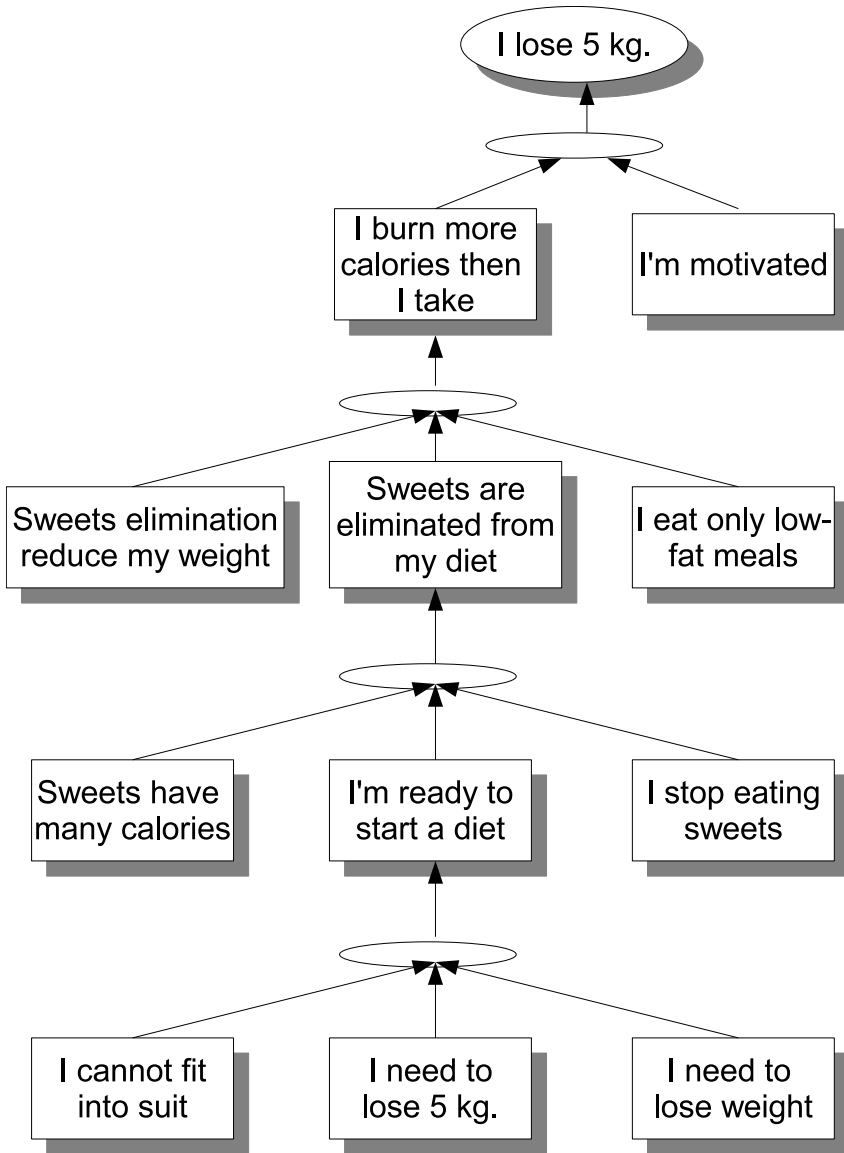 I lose 5 kg.
I burn more
calories then
I take
I'm motivated
Sweets elimination
reduce my weight
Sweets are
eliminated from
my diet
I eat only low-
fat meals
Sweets have
many calories
I'm ready to
start a diet
I stop eating
sweets
I cannot fit
into suit
I need to
lose 5 kg.
I need to
lose weight